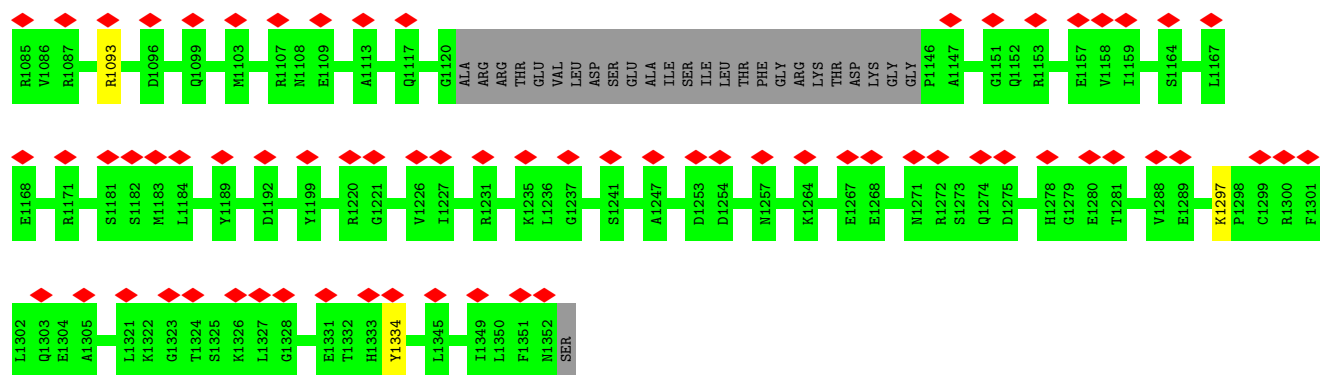 R1085 V1086 R1087 R1093 D1096 Q1099 M1103 R1107 N1108 E1109 A1113 Q1117 G1120 ALA ARG ARG THR GLU VAL LEU ASP SER GLU ALA ILE SER ILE LEU THR PHE GLY ARG LYS THR ASP LYS GLY GLY P1146 A1147 G1151 Q1152 R1153 E1157 V1158 I1159 S1164 L1167
E1168 R1171 S1181 S1182 M1183 L1184 Y1189 D1192 Y1199 R1220 G1221 V1226 I1227 R1231 K1235 L1236 G1237 S1241 A1247 D1253 D1254 N1257 K1264 E1267 E1268 N1271 R1272 S1273 Q1274 D1275 H1278 G1279 E1280 T1281 V1288 E1289 K1297 P1298 C1299 R1300 F1301
L1302 Q1303 E1304 A1305 L1321 K1322 G1323 T1324 S1325 K1326 L1327 G1328 E1331 T1332 H1333 Y1334 L1345 I1349 L1350 F1351 N1352 SER